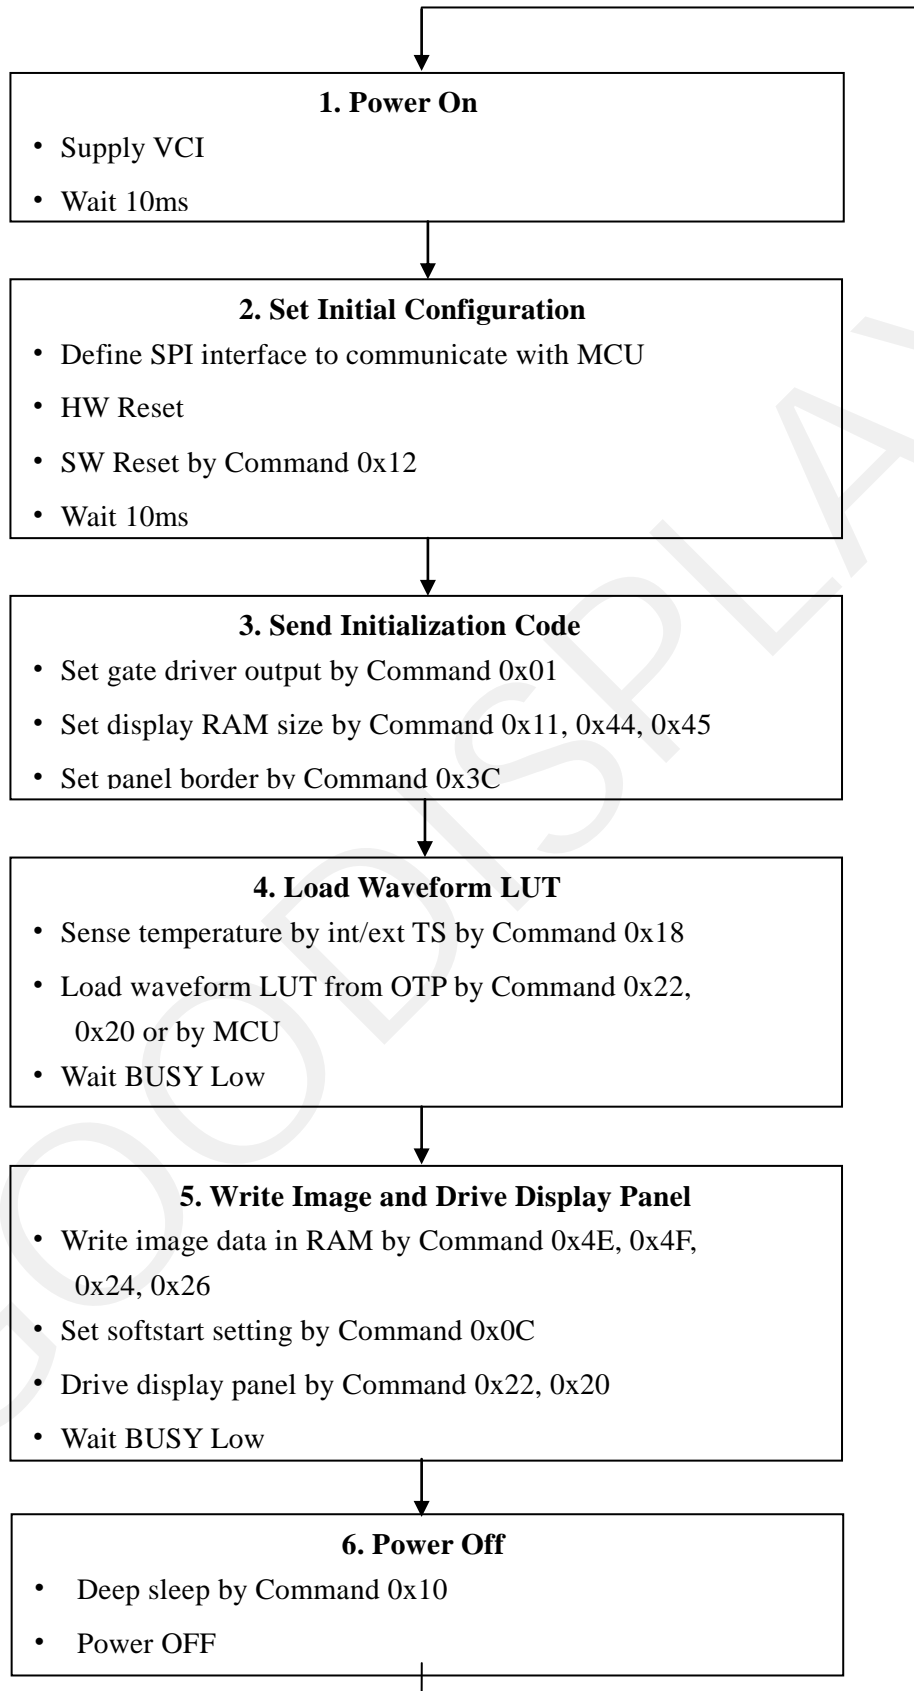 1. Power On
• Supply VCI
• Wait 10ms
2. Set Initial Configuration
• Define SPI interface to communicate with MCU
• HW Reset
• SW Reset by Command 0x12
• Wait 10ms
3. Send Initialization Code
• Set gate driver output by Command 0x01
• Set display RAM size by Command 0x11, 0x44, 0x45
• Set panel border by Command 0x3C
4. Load Waveform LUT
• Sense temperature by int/ext TS by Command 0x18
• Load waveform LUT from OTP by Command 0x22,
0x20 or by MCU
• Wait BUSY Low
5. Write Image and Drive Display Panel
• Write image data in RAM by Command 0x4E, 0x4F,
0x24, 0x26
• Set softstart setting by Command 0x0C
• Drive display panel by Command 0x22, 0x20
• Wait BUSY Low
6. Power Off
• Deep sleep by Command 0x10
• Power OFF
GOODISPLAY